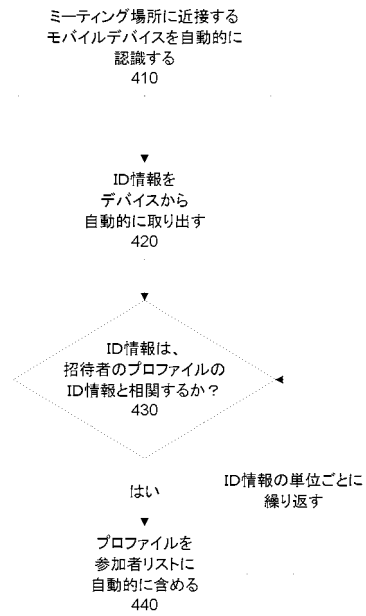 ミーティング場所に近接する
モバイルデバイスを自動的に
認識する
410
ID情報を
デバイスから
自動的に取り出す
420
ID情報は、
招待者のプロファイルの
ID情報と相関するか？
430
はい
ID情報の単位ごとに
繰り返す
プロファイルを
参加者リストに
自動的に含める
440